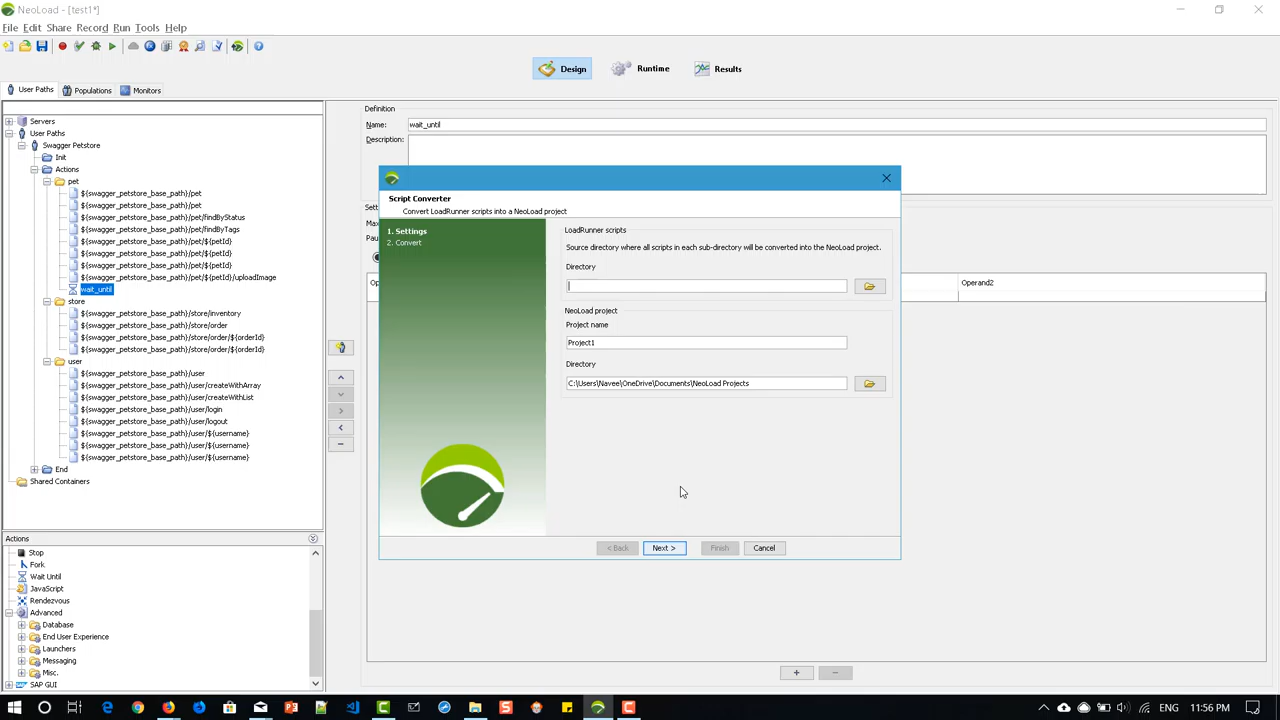 NeoLoad - [test1*]
File Edit Share Record Run Tools Help
Design Runtime Results
User Paths Populations Monitors
Servers
User Paths
Swagger Petstore
Init
Actions
pet
${swagger_petstore_base_path}/pet
${swagger_petstore_base_path}/pet
${swagger_petstore_base_path}/pet/findByStatus
${swagger_petstore_base_path}/pet/findByTags
${swagger_petstore_base_path}/pet/${petId}
${swagger_petstore_base_path}/pet/${petId}
${swagger_petstore_base_path}/pet/${petId}
${swagger_petstore_base_path}/pet/${petId}/uploadImage
wait_until
store
${swagger_petstore_base_path}/store/inventory
${swagger_petstore_base_path}/store/order
${swagger_petstore_base_path}/store/order/${orderId}
${swagger_petstore_base_path}/store/order/${orderId}
user
${swagger_petstore_base_path}/user
${swagger_petstore_base_path}/user/createWithArray
${swagger_petstore_base_path}/user/createWithList
${swagger_petstore_base_path}/user/login
${swagger_petstore_base_path}/user/logout
${swagger_petstore_base_path}/user/${username}
${swagger_petstore_base_path}/user/${username}
${swagger_petstore_base_path}/user/${username}
End
Shared Containers
Actions
Stop
Fork
Wait Until
JavaScript
Rendezvous
Advanced
Database
End User Experience
Launchers
Messaging
Misc.
SAP GUI
Definition
Name: wait_until
Description:
Operand2
Script Converter
Convert LoadRunner scripts into a NeoLoad project
1. Settings
2. Convert
LoadRunner scripts
Source directory where all scripts in each sub-directory will be converted into the NeoLoad project.
Directory
NeoLoad project
Project name
Project1
Directory
C:\Users\Navee\OneDrive\Documents\NeoLoad Projects
< Back Next > Finish Cancel
ENG 11:56 PM